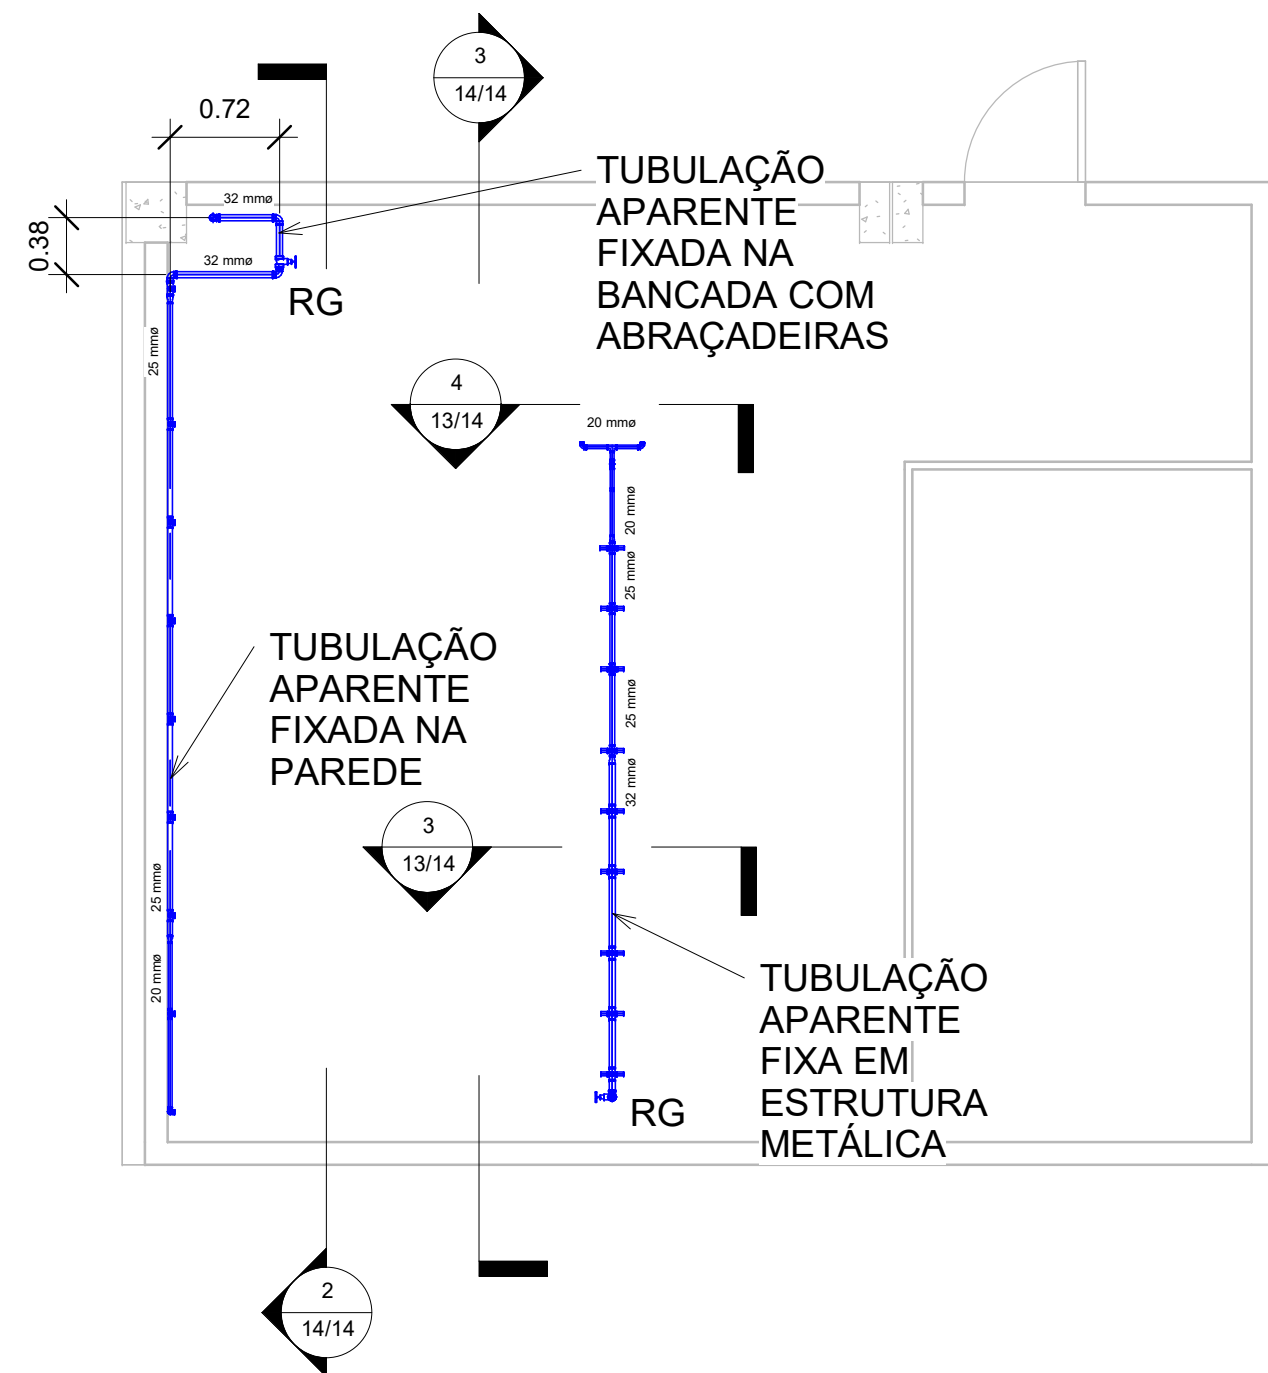 3
14/14
0.72
TUBULAÇÃO
APARENTE
FIXADA NA
BANCADA COM
ABRAÇADEIRAS
32 mmø
0.38
32 mmø
RG
25 mmø
4
13/14
20 mmø
20 mmø
25 mmø
TUBULAÇÃO
APARENTE
FIXADA NA
PAREDE
25 mmø
32 mmø
3
13/14
25 mmø
20 mmø
TUBULAÇÃO
APARENTE
FIXA EM
ESTRUTURA
METÁLICA
RG
2
14/14